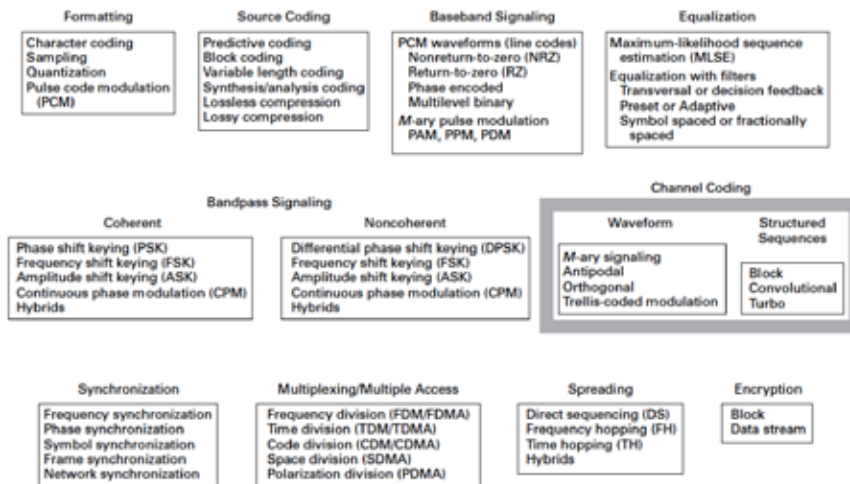 Formatting
Character coding
Sampling
Quantization
Pulse code modulation
(PCM)
Source Coding
Predictive coding
Block coding
Variable length coding
Synthesis/analysis coding
Lossless compression
Lossy compression
Baseband Signaling
PCM waveforms (line codes)
Nonreturn-to-zero (NRZ)
Return-to-zero (RZ)
Phase encoded
Multilevel binary
M-ary pulse modulation
PAM, PPM, PDM
Equalization
Maximum-likelihood sequence
estimation (MLSE)
Equalization with filters
Transversal or decision feedback
Preset or Adaptive
Symbol spaced or fractionally
spaced
Bandpass Signaling
Coherent
Phase shift keying (PSK)
Frequency shift keying (FSK)
Amplitude shift keying (ASK)
Continuous phase modulation (CPM)
Hybrids
Noncoherent
Differential phase shift keying (DPSK)
Frequency shift keying (FSK)
Amplitude shift keying (ASK)
Continuous phase modulation (CPM)
Hybrids
Channel Coding
Waveform
M-ary signaling
Antipodal
Orthogonal
Trellis-coded modulation
Structured
Sequences
Block
Convolutional
Turbo
Synchronization
Frequency synchronization
Phase synchronization
Symbol synchronization
Frame synchronization
Network synchronization
Multiplexing/Multiple Access
Frequency division (FDM/FDMA)
Time division (TDM/TDMA)
Code division (CDM/CDMA)
Space division (SDMA)
Polarization division (PDMA)
Spreading
Direct sequencing (DS)
Frequency hopping (FH)
Time hopping (TH)
Hybrids
Encryption
Block
Data stream